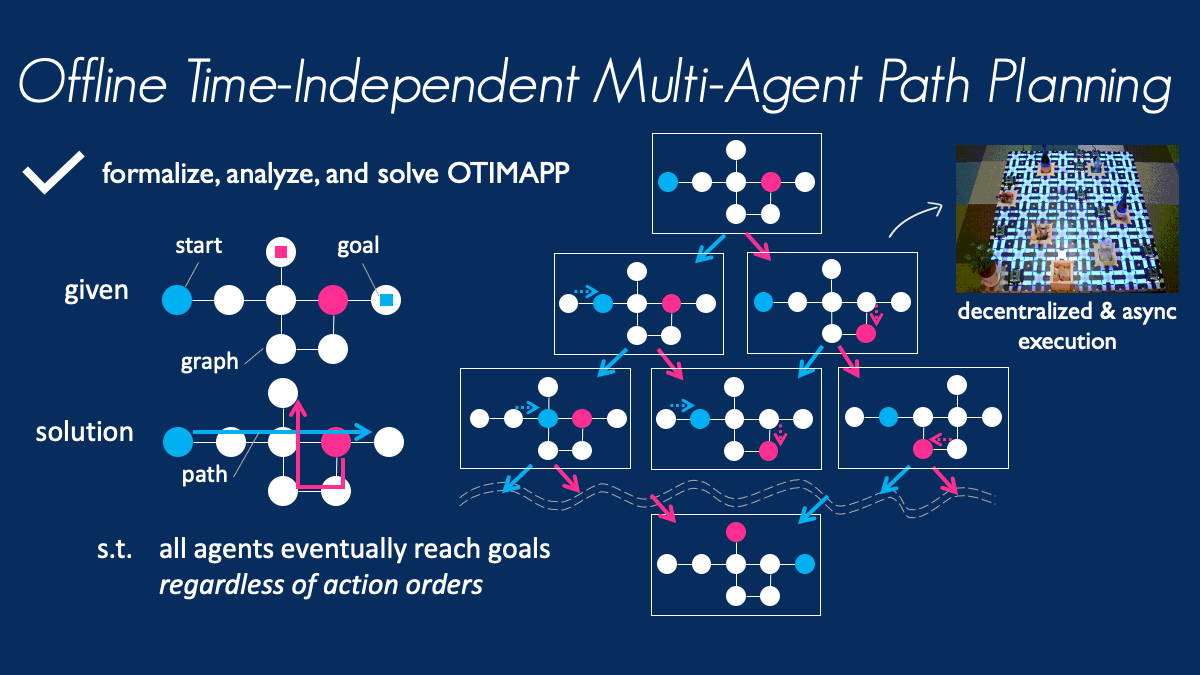 Offline Time-Independent Multi-Agent Path Planning
formalize, analyze, and solve OTIMAPP
start
goal
given
graph
solution
path
s.t.
all agents eventually reach goals
regardless of action orders
decentralized & async
execution